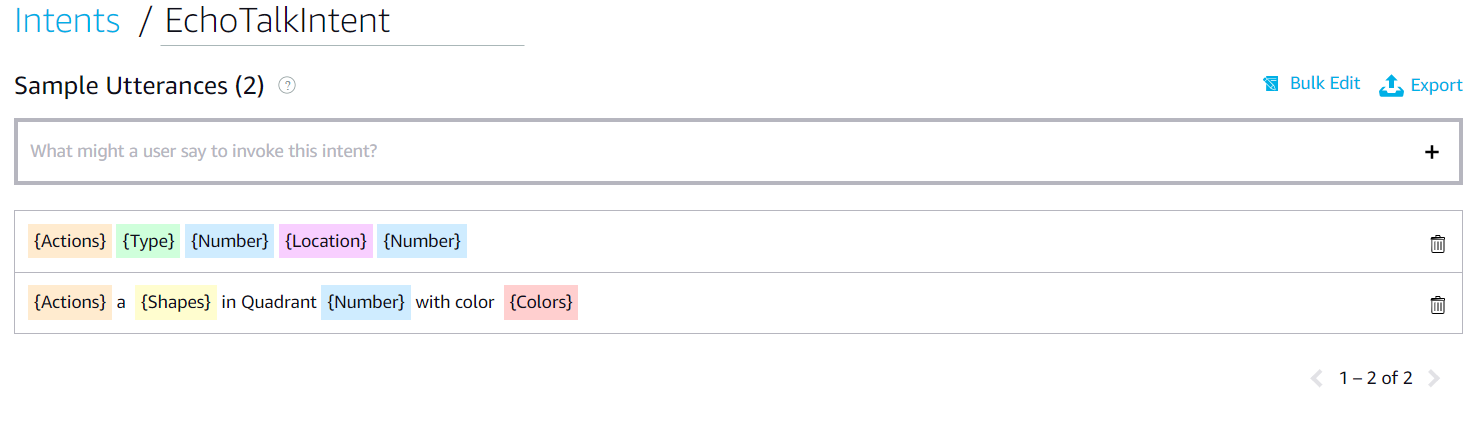 Intents / EchoTalkIntent
Sample Utterances (2) ?
Bulk Edit Export
What might a user say to invoke this intent? +
{Actions} {Type} {Number} {Location} {Number}
{Actions} a {Shapes} in Quadrant {Number} with color {Colors}
1 – 2 of 2